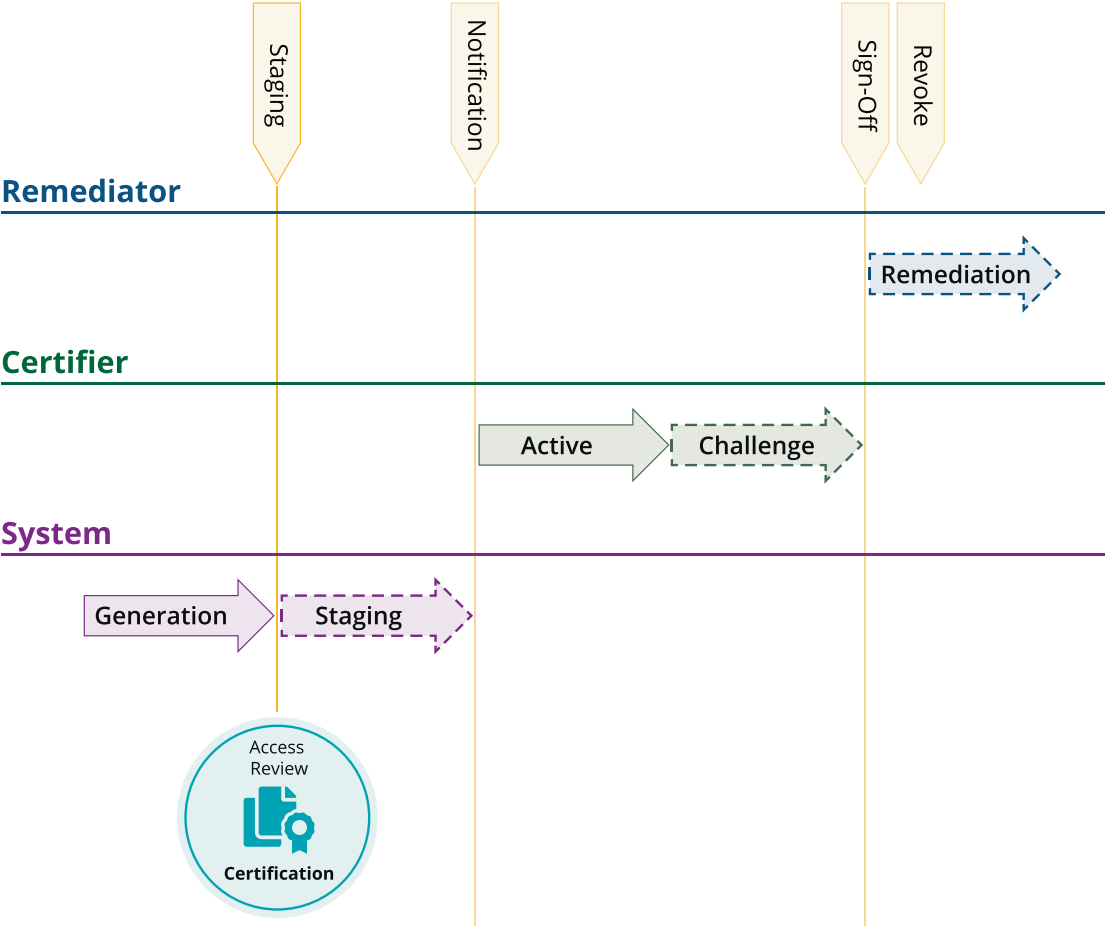 Staging
Notification
Sign-Off
Revoke
Remediator
Remediation
Certifier
Active
Challenge
System
Generation
Staging
Access
Review
Certification